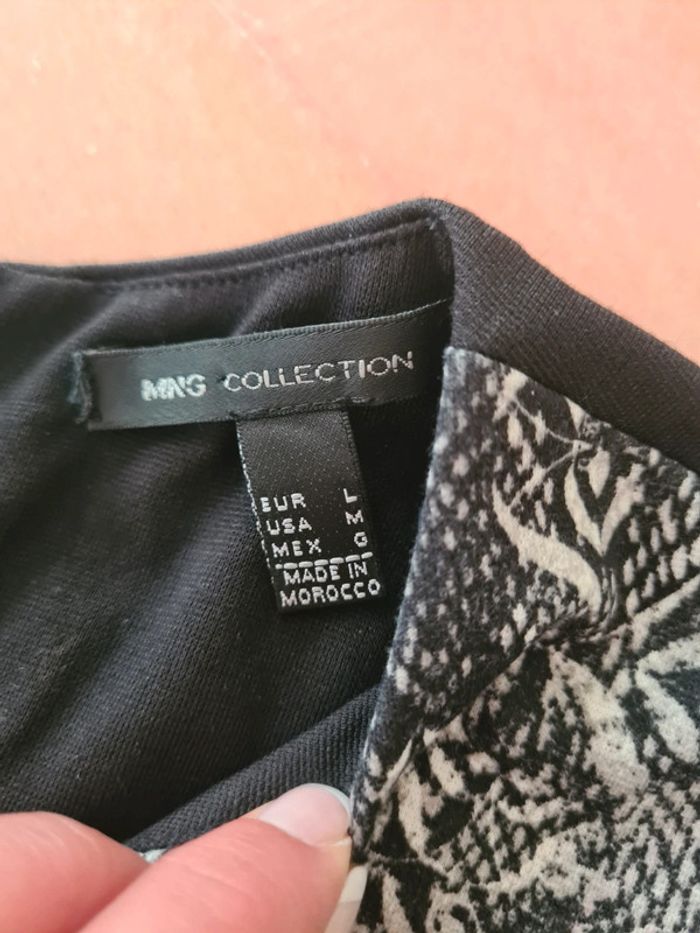 MNG COLLECTION
EUR L
USA M
MEX G
MADE IN
MOROCCO